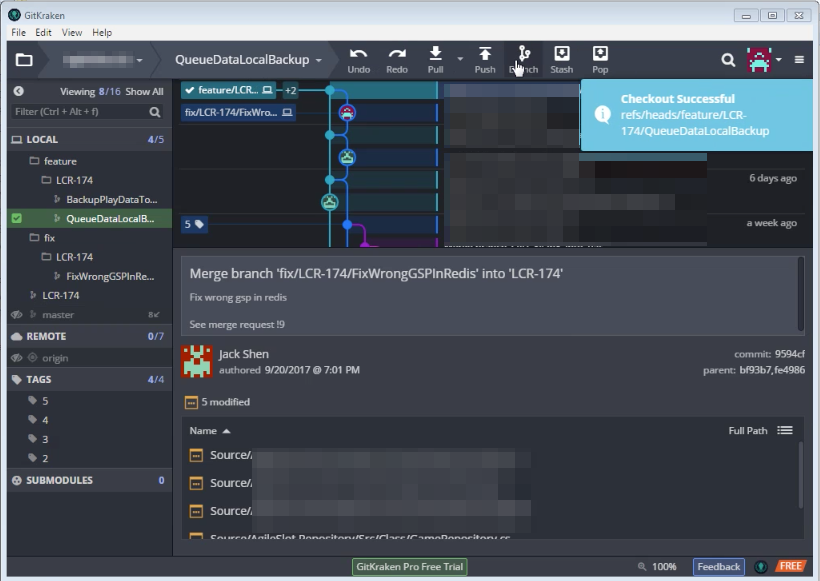 GitKraken
File Edit View Help
QueueDataLocalBackup
Undo Redo Pull Push Stash Pop
Viewing 8/16 Show All
Filter (Ctrl + Alt + f)
LOCAL 4/5
feature
LCR-174
BackupPlayDataTo...
QueueDataLocalB...
fix
LCR-174
FixWrongGSPInRe...
LCR-174
master 8
REMOTE 0/7
origin
TAGS 4/4
5
4
3
2
SUBMODULES 0
feature/LCR... +2
fix/LCR-174/FixWro...
5
Checkout Successful
refs/heads/feature/LCR-
174/QueueDataLocalBackup
6 days ago
a week ago
Merge branch 'fix/LCR-174/FixWrongGSPInRedis' into 'LCR-174'
Fix wrong gsp in redis
See merge request !9
Jack Shen
authored 9/20/2017 @ 7:01 PM
commit: 9594cf
parent: bf93b7,fe4986
5 modified
Name Full Path
Source/
Source/
Source/
Source/AgileSlot.Repository/Src/Class/GameRepository.cs
GitKraken Pro Free Trial
100% Feedback FREE